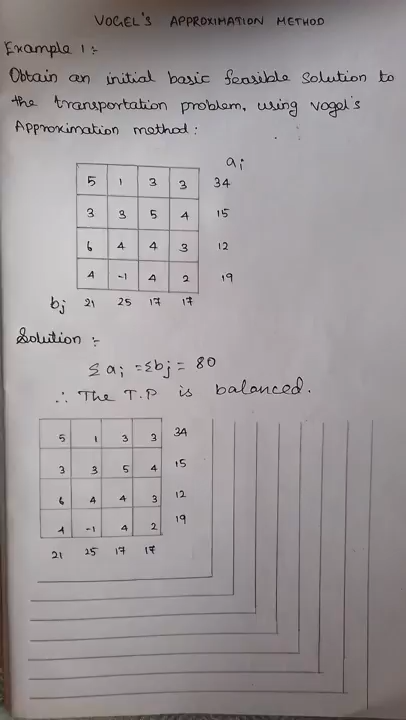 VOGEL'S APPROXIMATION METHOD
Example 1:-
Obtain an initial basic feasible solution to
the transportation problem, using Vogel's
Approximation method:
ai
5 1 3 3 34
3 3 5 4 15
6 4 4 3 12
4 -1 4 2 19
bj 21 25 17 17
Solution :-
Σai = Σbj = 80
∴ The T.P is balanced.
5 1 3 3 34
3 3 5 4 15
6 4 4 3 12
4 -1 4 2 19
21 25 17 17